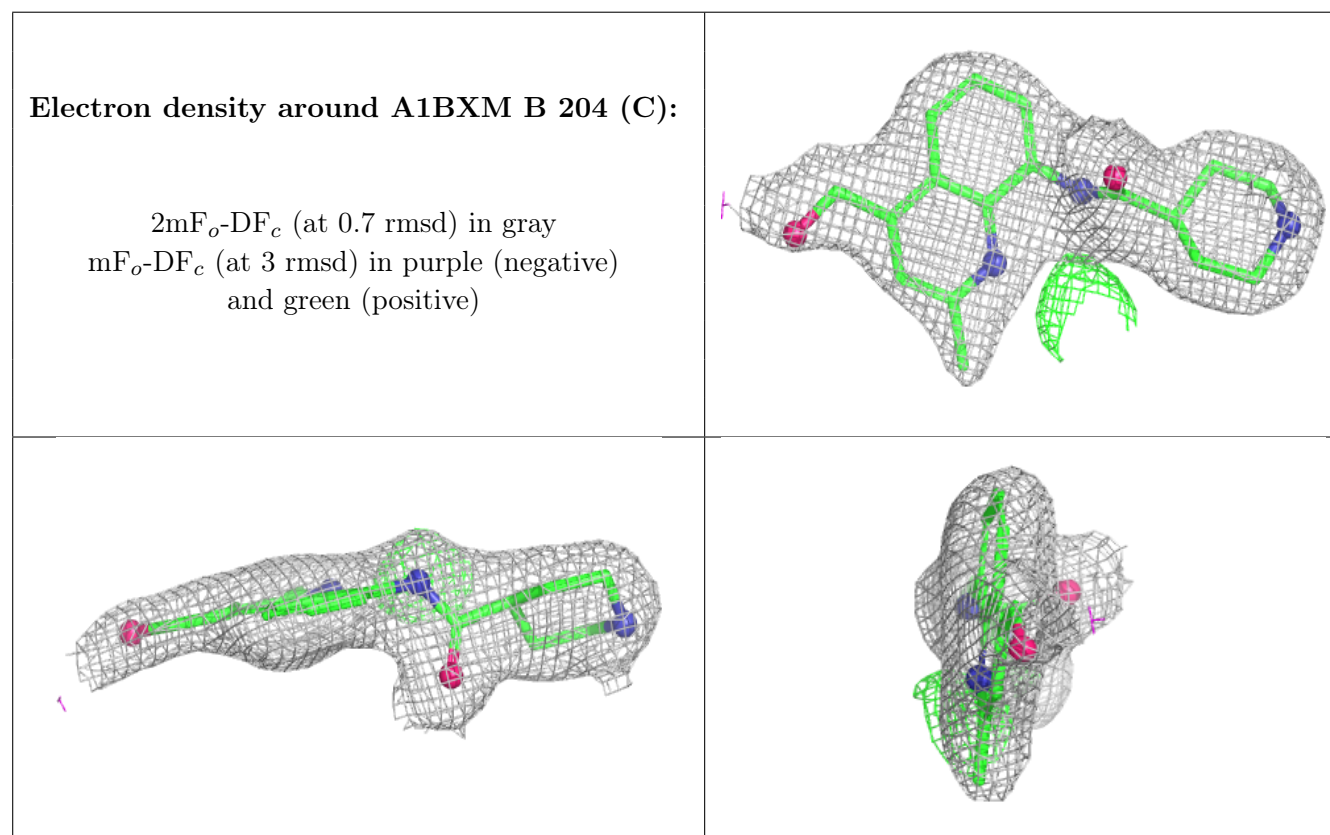 Electron density around A1BXM B 204 (C):
2mFo-DFc (at 0.7 rmsd) in gray
mFo-DFc (at 3 rmsd) in purple (negative)
and green (positive)